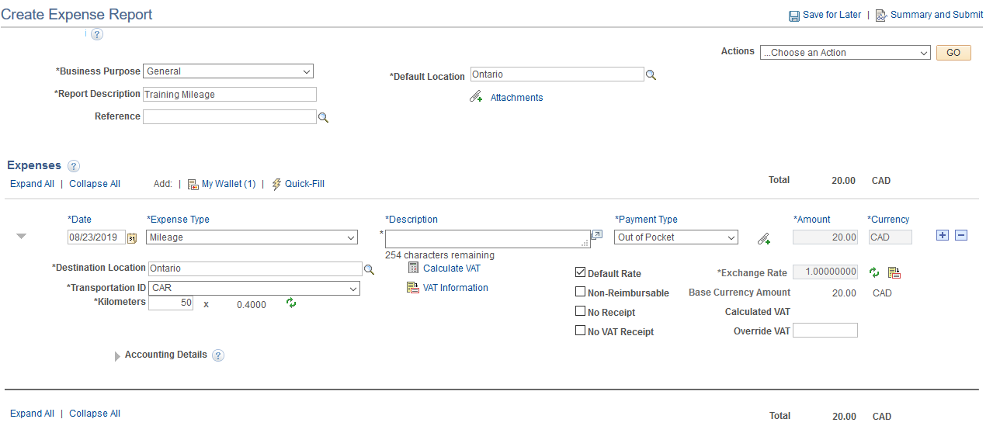 Create Expense Report
Save for Later | Summary and Submit
i ?
Actions ...Choose an Action GO
*Business Purpose General
*Default Location Ontario
*Report Description Training Mileage
Attachments
Reference
Expenses ?
Expand All | Collapse All Add: | My Wallet (1) | Quick-Fill
Total 20.00 CAD
*Date *Expense Type *Description *Payment Type *Amount *Currency
08/23/2019 31 Mileage * Out of Pocket 20.00 CAD
254 characters remaining
*Destination Location Ontario Calculate VAT Default Rate *Exchange Rate 1.00000000
*Transportation ID CAR VAT Information Non-Reimbursable Base Currency Amount 20.00 CAD
*Kilometers 50 x 0.4000
No Receipt Calculated VAT
No VAT Receipt Override VAT
Accounting Details ?
Expand All | Collapse All
Total 20.00 CAD